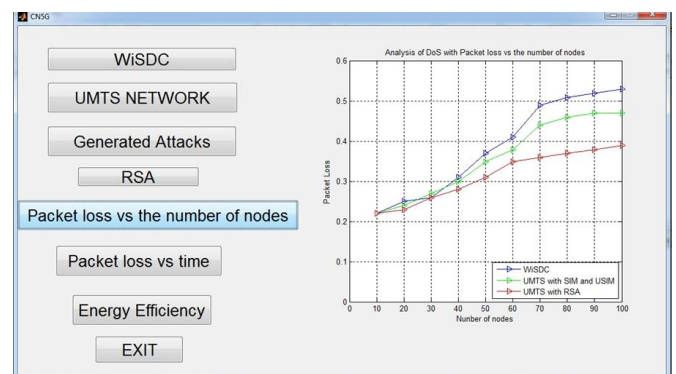 CN5G
WiSDC
UMTS NETWORK
Generated Attacks
RSA
Packet loss vs the number of nodes
Packet loss vs time
Energy Efficiency
EXIT
Analysis of DoS with Packet loss vs the number of nodes
Packet Loss
0.6
0.5
0.4
0.3
0.2
0.1
0
0 10 20 30 40 50 60 70 80 90 100
Number of nodes
WiSDC
UMTS with SIM and USIM
UMTS with RSA